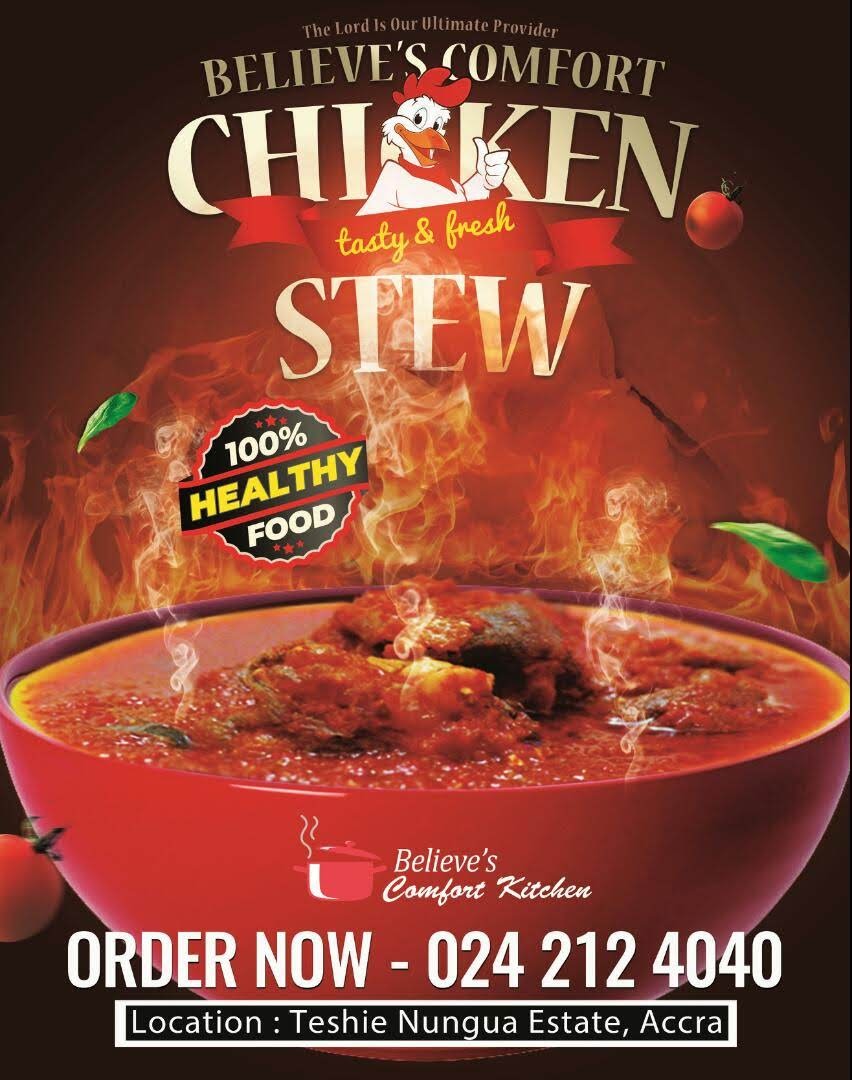 The Lord Is Our Ultimate Provider
BELIEVE'S COMFORT
CHICKEN
tasty & fresh
STEW
100%
HEALTHY
FOOD
Believe's
Comfort Kitchen
ORDER NOW - 024 212 4040
Location : Teshie Nungua Estate, Accra